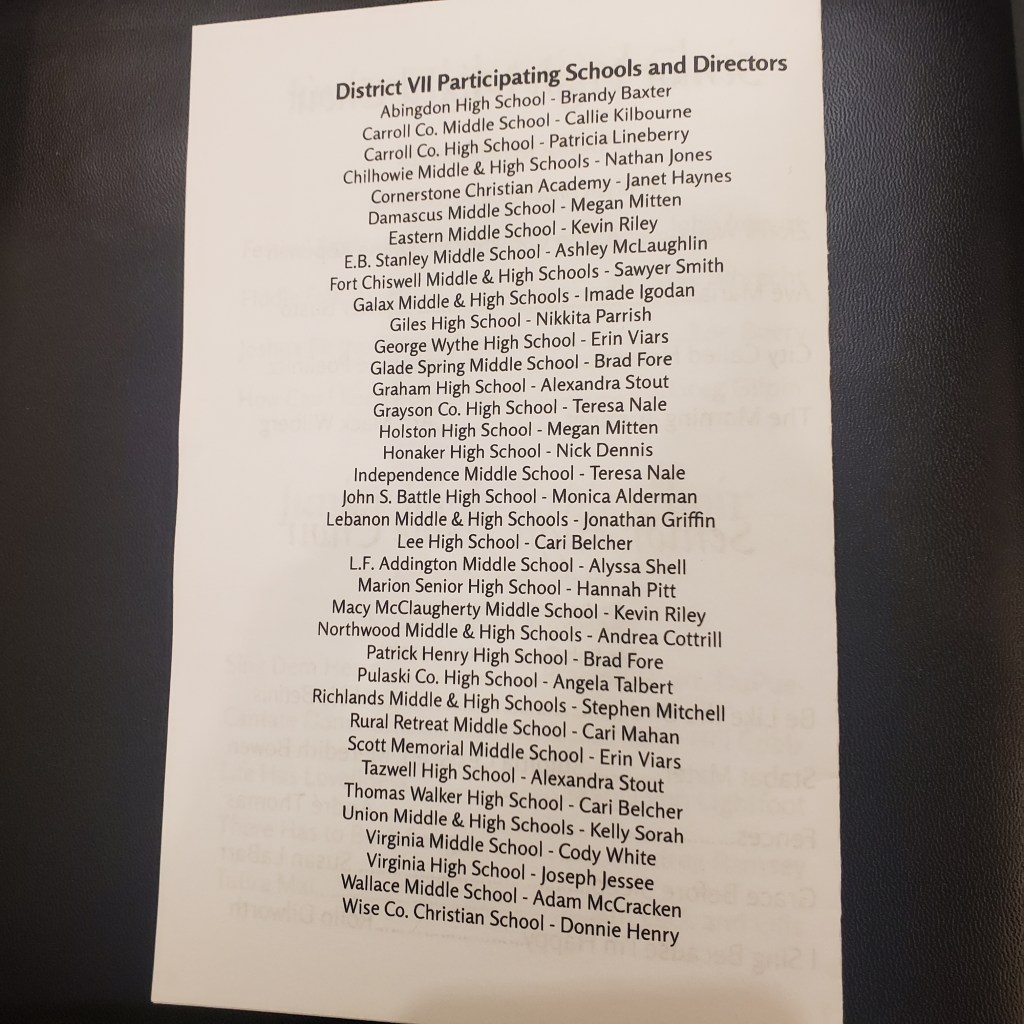 District VII Participating Schools and Directors
Abingdon High School - Brandy Baxter
Carroll Co. Middle School - Callie Kilbourne
Carroll Co. High School - Patricia Lineberry
Chilhowie Middle & High Schools - Nathan Jones
Cornerstone Christian Academy - Janet Haynes
Damascus Middle School - Megan Mitten
Eastern Middle School - Kevin Riley
E.B. Stanley Middle School - Ashley McLaughlin
Fort Chiswell Middle & High Schools - Sawyer Smith
Galax Middle & High Schools - Imade Igodan
Giles High School - Nikkita Parrish
George Wythe High School - Erin Viars
Glade Spring Middle School - Brad Fore
Graham High School - Alexandra Stout
Grayson Co. High School - Teresa Nale
Holston High School - Megan Mitten
Honaker High School - Nick Dennis
Independence Middle School - Teresa Nale
John S. Battle High School - Monica Alderman
Lebanon Middle & High Schools - Jonathan Griffin
Lee High School - Cari Belcher
L.F. Addington Middle School - Alyssa Shell
Marion Senior High School - Hannah Pitt
Macy McClaugherty Middle School - Kevin Riley
Northwood Middle & High Schools - Andrea Cottrill
Patrick Henry High School - Brad Fore
Pulaski Co. High School - Angela Talbert
Richlands Middle & High Schools - Stephen Mitchell
Rural Retreat Middle School - Cari Mahan
Scott Memorial Middle School - Erin Viars
Tazwell High School - Alexandra Stout
Thomas Walker High School - Cari Belcher
Union Middle & High Schools - Kelly Sorah
Virginia Middle School - Cody White
Virginia High School - Joseph Jessee
Wallace Middle School - Adam McCracken
Wise Co. Christian School - Donnie Henry